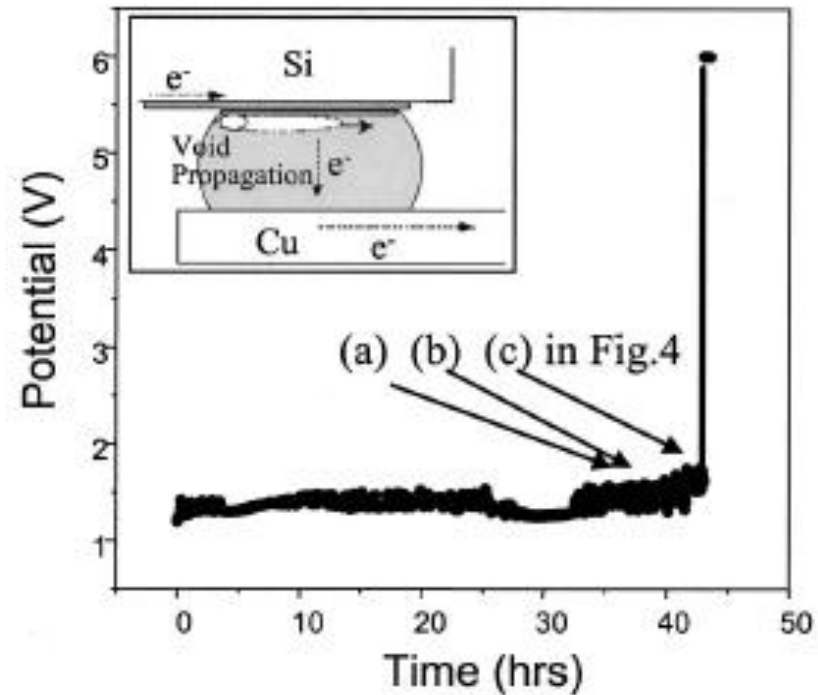 Potential (V)
6
5
4
3
2
1
Si
e-
Void
Propagation
e-
Cu
e-
(a) (b) (c) in Fig.4
0 10 20 30 40 50
Time (hrs)